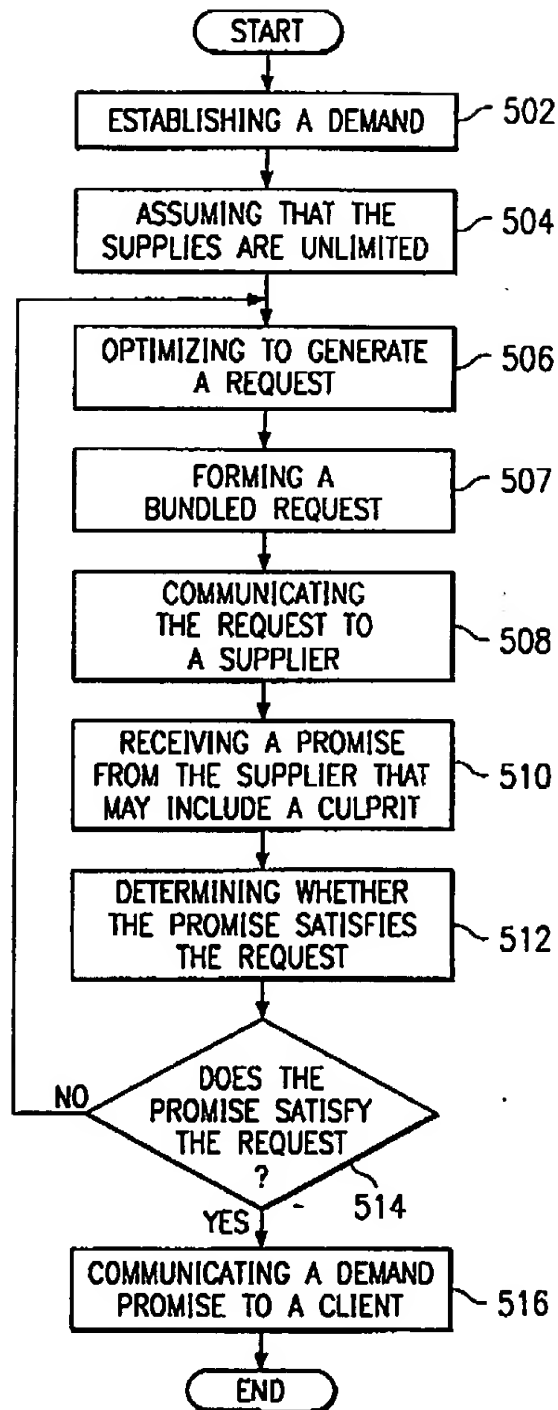 START
ESTABLISHING A DEMAND
502
ASSUMING THAT THE
SUPPLIES ARE UNLIMITED
504
OPTIMIZING TO GENERATE
A REQUEST
506
FORMING A
BUNDLED REQUEST
507
COMMUNICATING
THE REQUEST TO
A SUPPLIER
508
RECEIVING A PROMISE
FROM THE SUPPLIER THAT
MAY INCLUDE A CULPRIT
510
DETERMINING WHETHER
THE PROMISE SATISFIES
THE REQUEST
512
DOES THE
PROMISE SATISFY
THE REQUEST
?
NO
514
YES
COMMUNICATING A DEMAND
PROMISE TO A CLIENT
516
END